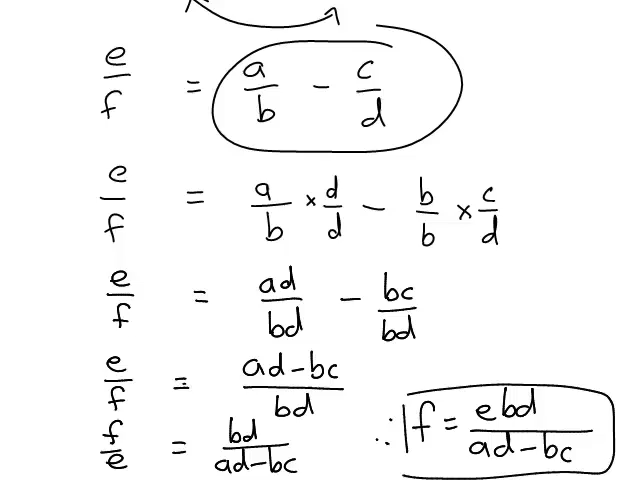 e/f = a/b - c/d
e/f = a/b × d/d - b/b × c/d
e/f = ad/bd - bc/bd
e/f = ad-bc/bd
f/e = bd/ad-bc ∴ f = ebd/ad-bc